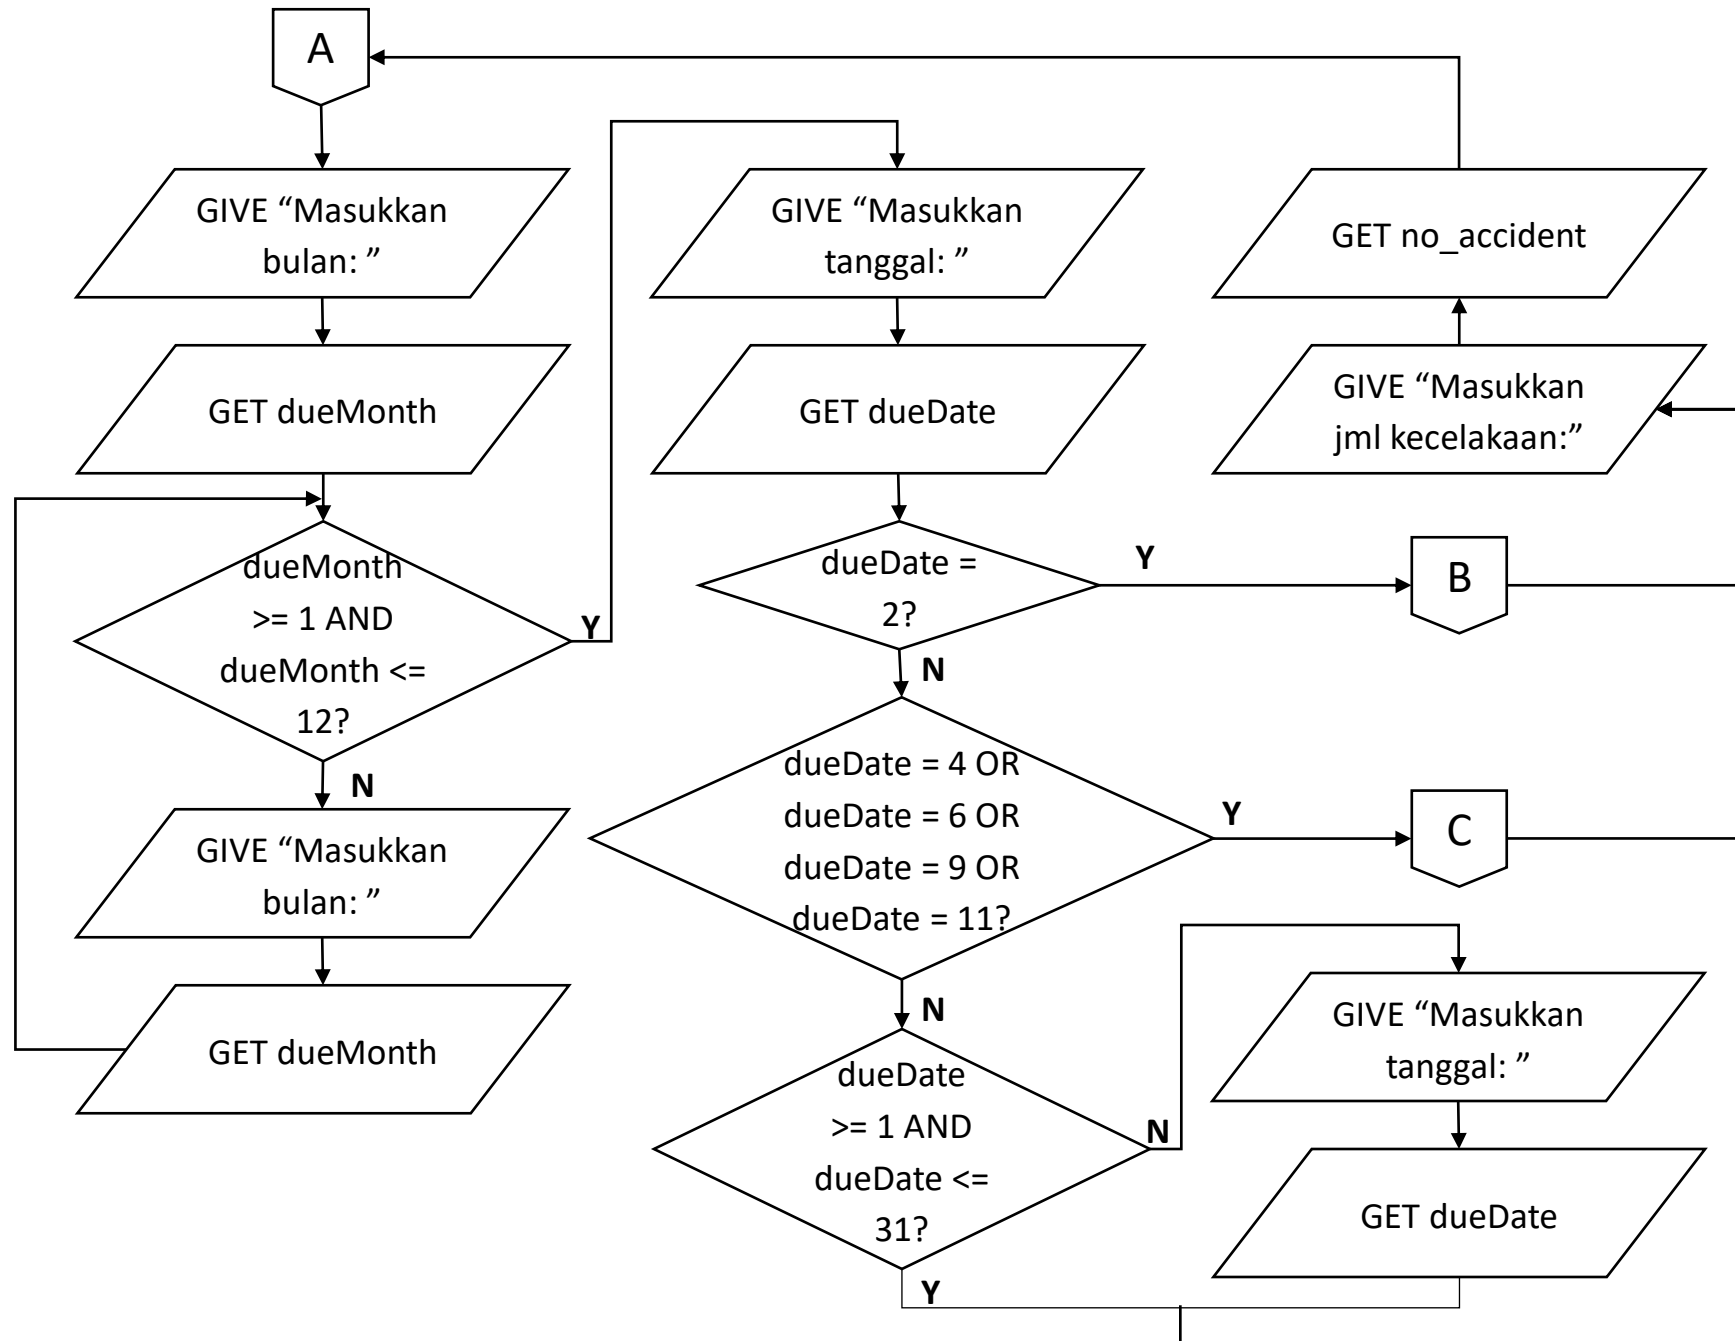 A
GIVE “Masukkan
bulan: ”
GET dueMonth
dueMonth
>= 1 AND
dueMonth <=
12?
Y
N
GIVE “Masukkan
bulan: ”
GET dueMonth
GIVE “Masukkan
tanggal: ”
GET dueDate
dueDate =
2?
Y
N
B
dueDate = 4 OR
dueDate = 6 OR
dueDate = 9 OR
dueDate = 11?
Y
N
C
dueDate
>= 1 AND
dueDate <=
31?
N
Y
GIVE “Masukkan
tanggal: ”
GET dueDate
GET no_accident
GIVE “Masukkan
jml kecelakaan:”